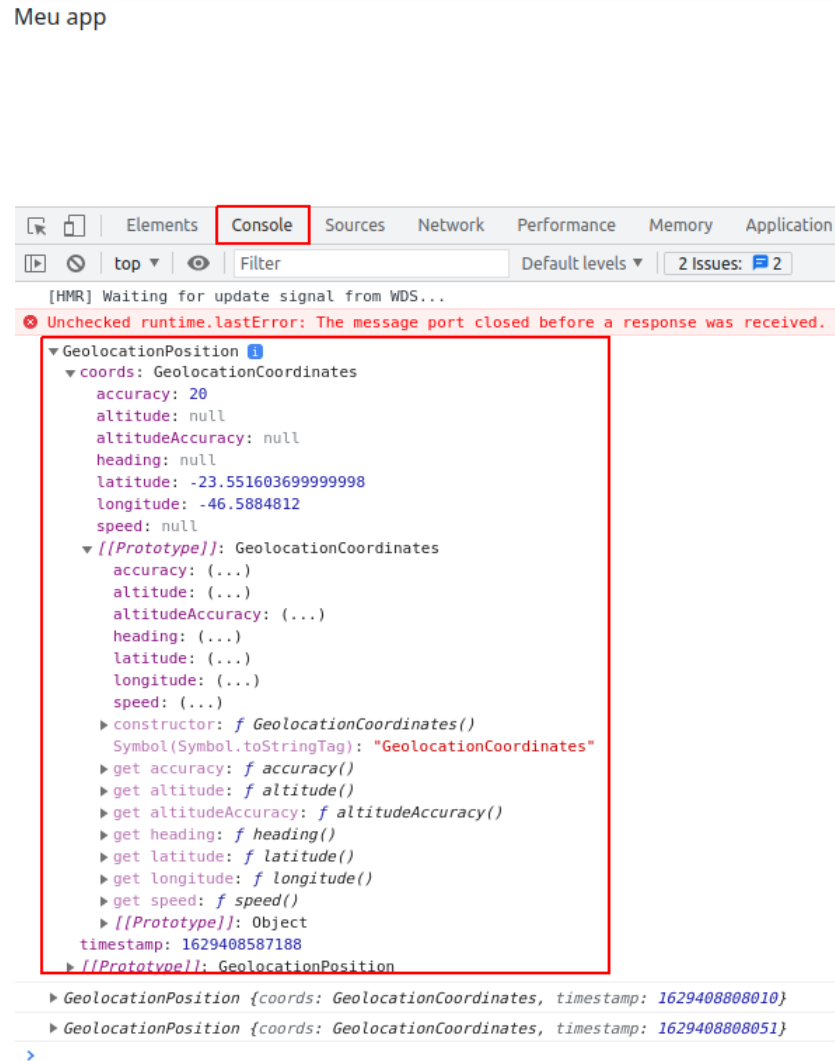 Meu app
Elements Console Sources Network Performance Memory Application
top ▼ Filter Default levels ▼ 2 Issues: 2
[HMR] Waiting for update signal from WDS...
Unchecked runtime.lastError: The message port closed before a response was received.
▼GeolocationPosition i
▼coords: GeolocationCoordinates
accuracy: 20
altitude: null
altitudeAccuracy: null
heading: null
latitude: -23.551603699999998
longitude: -46.5884812
speed: null
▼[[Prototype]]: GeolocationCoordinates
accuracy: (...)
altitude: (...)
altitudeAccuracy: (...)
heading: (...)
latitude: (...)
longitude: (...)
speed: (...)
▶constructor: ƒ GeolocationCoordinates()
Symbol(Symbol.toStringTag): "GeolocationCoordinates"
▶get accuracy: ƒ accuracy()
▶get altitude: ƒ altitude()
▶get altitudeAccuracy: ƒ altitudeAccuracy()
▶get heading: ƒ heading()
▶get latitude: ƒ latitude()
▶get longitude: ƒ longitude()
▶get speed: ƒ speed()
▶[[Prototype]]: Object
timestamp: 1629408587188
▶[[Prototype]]: GeolocationPosition
▶GeolocationPosition {coords: GeolocationCoordinates, timestamp: 1629408808010}
▶GeolocationPosition {coords: GeolocationCoordinates, timestamp: 1629408808051}
>